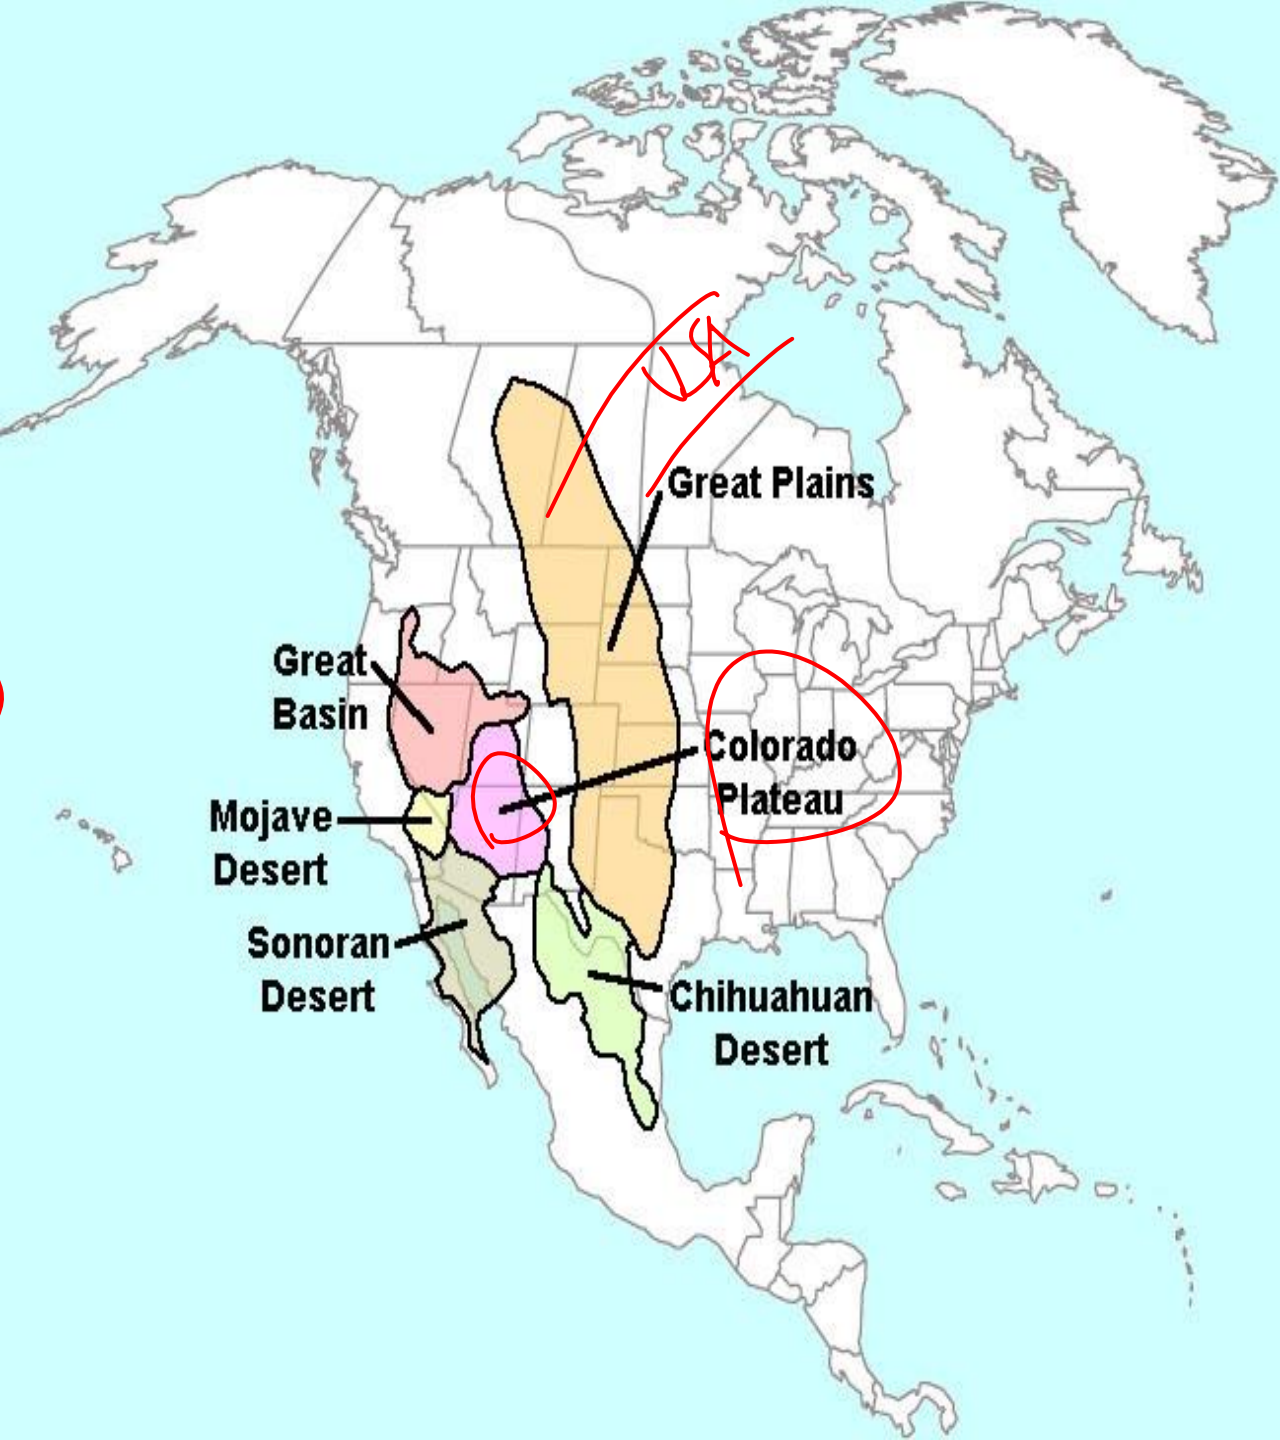 Great Plains
Great
Basin
Colorado
Plateau
Mojave
Desert
Sonoran
Desert
Chihuahuan
Desert